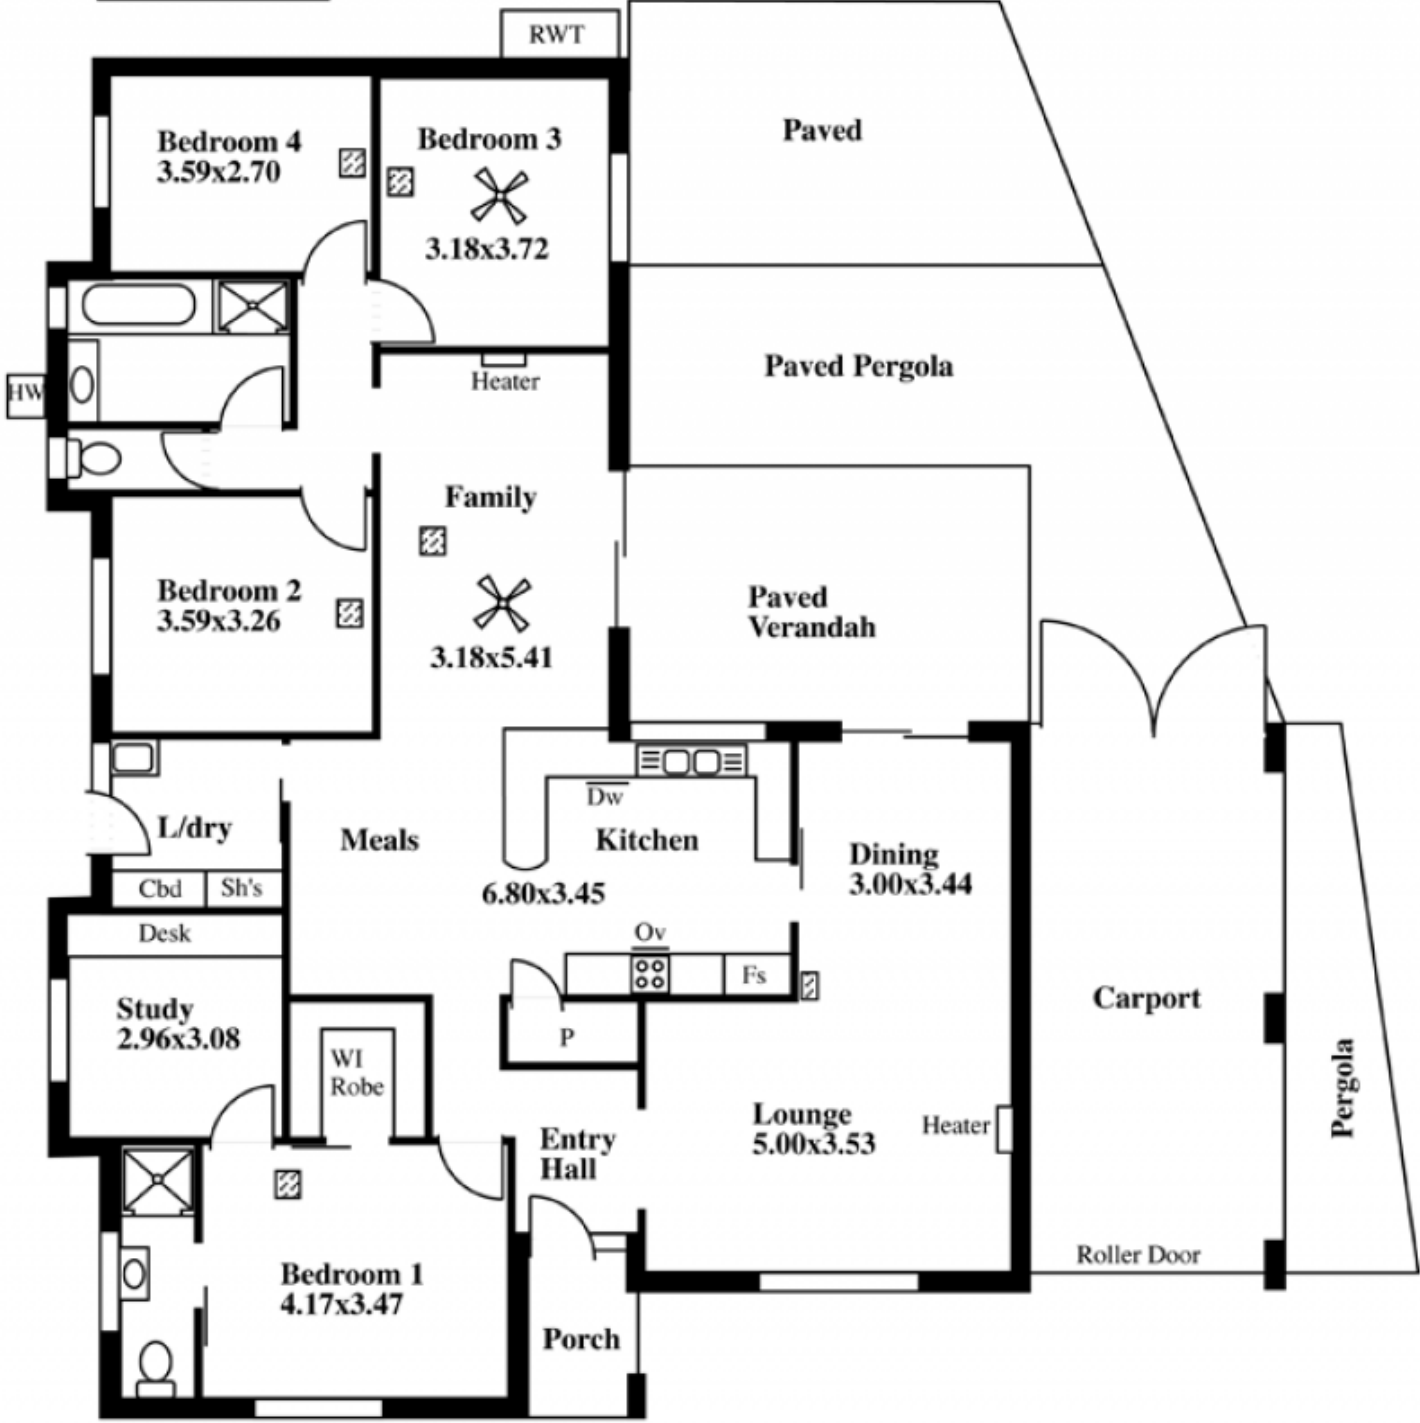 RWT
Paved
Bedroom 4
3.59x2.70
Bedroom 3
3.18x3.72
Paved Pergola
Heater
HW
Family
3.18x5.41
Bedroom 2
3.59x3.26
Paved
Verandah
L/dry
Cbd
Sh's
Meals
Dw
Kitchen
6.80x3.45
Ov
Fs
Dining
3.00x3.44
Desk
Study
2.96x3.08
P
WI
Robe
Carport
Pergola
Entry
Hall
Lounge
5.00x3.53
Heater
Bedroom 1
4.17x3.47
Roller Door
Porch